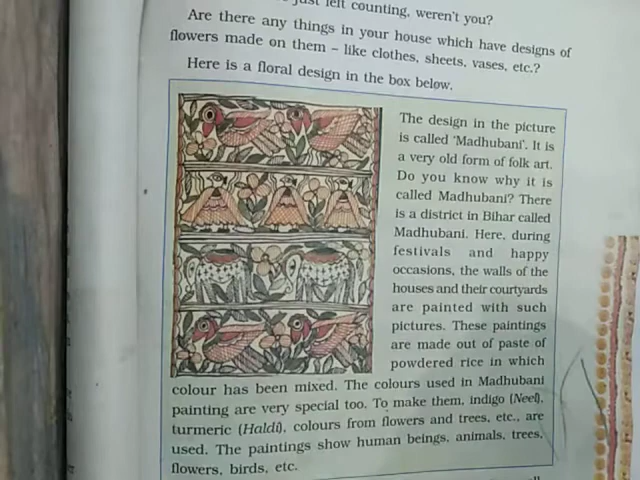 just left counting, weren't you?
Are there any things in your house which have designs of
flowers made on them – like clothes, sheets, vases, etc.?
Here is a floral design in the box below.
The design in the picture
is called 'Madhubani'. It is
a very old form of folk art.
Do you know why it is
called Madhubani? There
is a district in Bihar called
Madhubani. Here, during
festivals and happy
occasions, the walls of the
houses and their courtyards
are painted with such
pictures. These paintings
are made out of paste of
powdered rice in which
colour has been mixed. The colours used in Madhubani
painting are very special too. To make them, indigo (Neel),
turmeric (Haldi), colours from flowers and trees, etc., are
used. The paintings show human beings, animals, trees,
flowers, birds, etc.